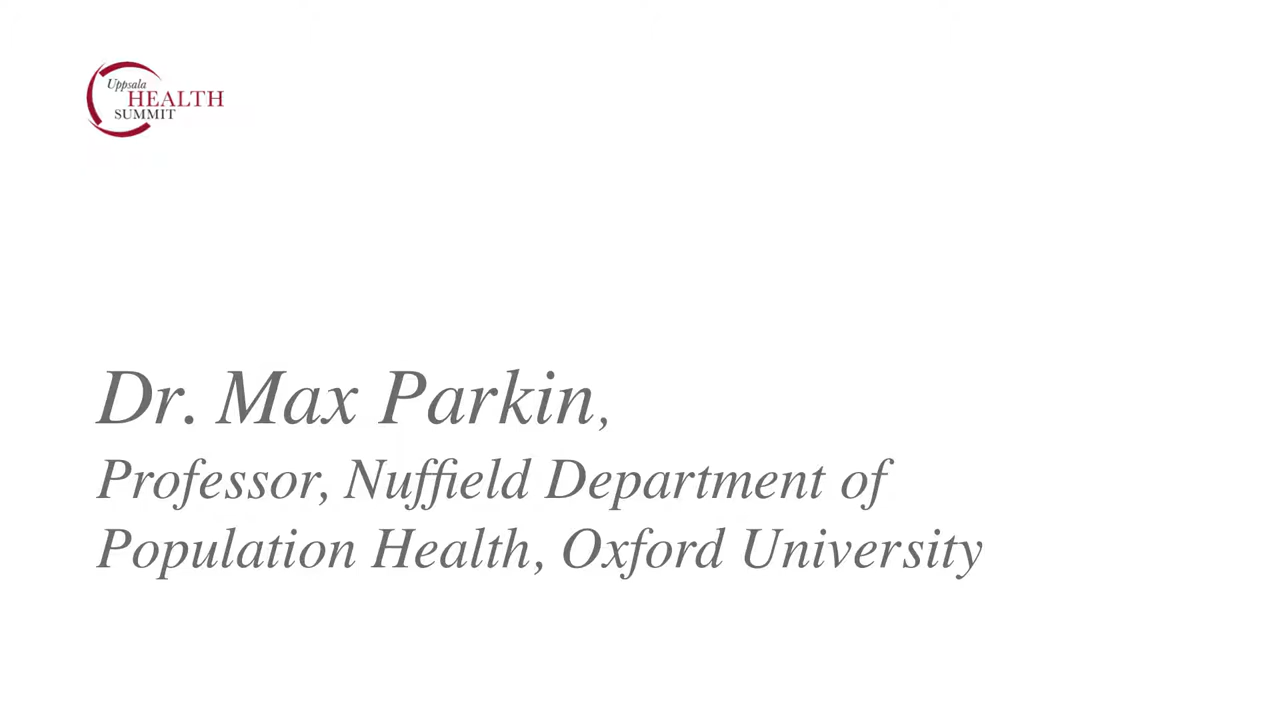 Uppsala
HEALTH
SUMMIT
Dr. Max Parkin,
Professor, Nuffield Department of
Population Health, Oxford University